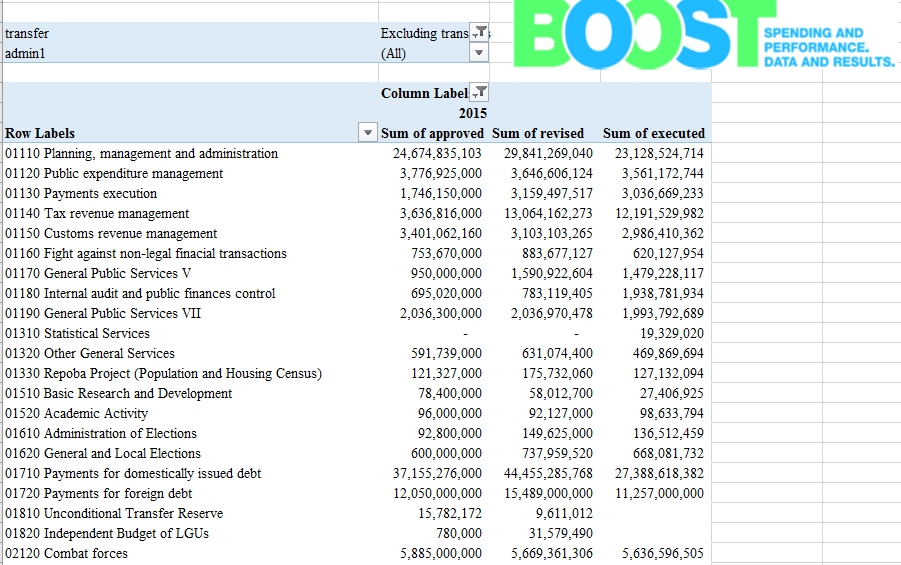 BOOST
SPENDING AND
PERFORMANCE.
DATA AND RESULTS.
transfer Excluding trans
admin1 (All)
Column Label
2015
Row Labels Sum of approved Sum of revised Sum of executed
01110 Planning, management and administration 24,674,835,103 29,841,269,040 23,128,524,714
01120 Public expenditure management 3,776,925,000 3,646,606,124 3,561,172,744
01130 Payments execution 1,746,150,000 3,159,497,517 3,036,669,233
01140 Tax revenue management 3,636,816,000 13,064,162,273 12,191,529,982
01150 Customs revenue management 3,401,062,160 3,103,103,265 2,986,410,362
01160 Fight against non-legal finacial transactions 753,670,000 883,677,127 620,127,954
01170 General Public Services V 950,000,000 1,590,922,604 1,479,228,117
01180 Internal audit and public finances control 695,020,000 783,119,405 1,938,781,934
01190 General Public Services VII 2,036,300,000 2,036,970,478 1,993,792,689
01310 Statistical Services - - 19,329,020
01320 Other General Services 591,739,000 631,074,400 469,869,694
01330 Repoba Project (Population and Housing Census) 121,327,000 175,732,060 127,132,094
01510 Basic Research and Development 78,400,000 58,012,700 27,406,925
01520 Academic Activity 96,000,000 92,127,000 98,633,794
01610 Administration of Elections 92,800,000 149,625,000 136,512,459
01620 General and Local Elections 600,000,000 737,959,520 668,081,732
01710 Payments for domestically issued debt 37,155,276,000 44,455,285,768 27,388,618,382
01720 Payments for foreign debt 12,050,000,000 15,489,000,000 11,257,000,000
01810 Unconditional Transfer Reserve 15,782,172 9,611,012
01820 Independent Budget of LGUs 780,000 31,579,490
02120 Combat forces 5,885,000,000 5,669,361,306 5,636,596,505